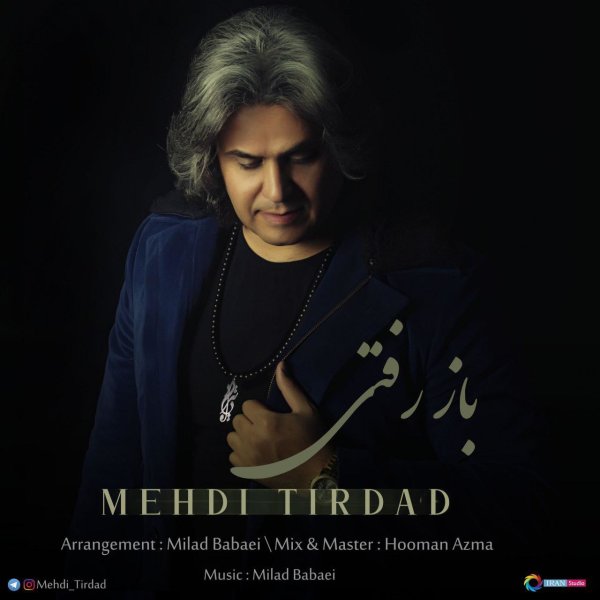 باز رفتی
MEHDI TIRDAD
Arrangement : Milad Babaei \ Mix & Master : Hooman Azma
Music : Milad Babaei
Mehdi_Tirdad
IRAN Studio